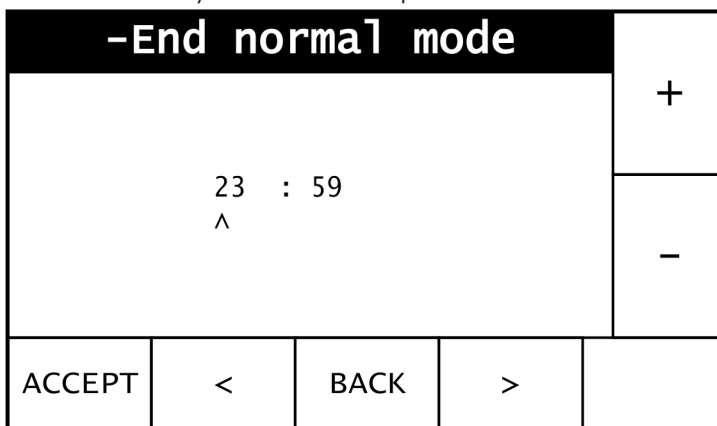 -End normal mode
+
23 : 59
^
-
ACCEPT < BACK >